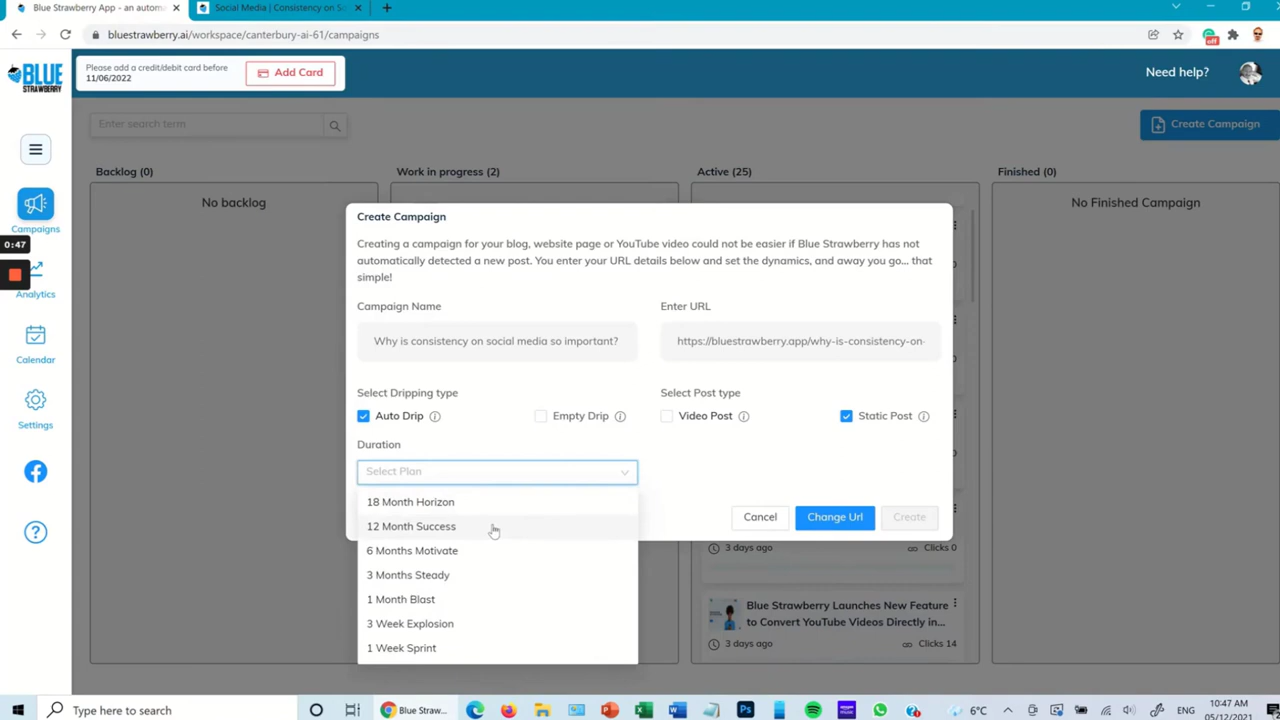 Blue Strawberry App - an autom
Social Media | Consistency on So
bluestrawberry.ai/workspace/canterbury-ai-61/campaigns
off
BLUE
STRAWBERRY
Please add a credit/debit card before
11/06/2022
Add Card
Need help?
Enter search term
Create Campaign
Campaigns
0:47
Analytics
Calendar
Settings
Backlog (0)
Work in progress (2)
Active (25)
Finished (0)
No backlog
No Finished Campaign
Create Campaign
Creating a campaign for your blog, website page or YouTube video could not be easier if Blue Strawberry has not
automatically detected a new post. You enter your URL details below and set the dynamics, and away you go... that
simple!
Campaign Name
Enter URL
Why is consistency on social media so important?
https://bluestrawberry.app/why-is-consistency-on-
Select Dripping type
Select Post type
Auto Drip
Empty Drip
Video Post
Static Post
Duration
Select Plan
18 Month Horizon
12 Month Success
6 Months Motivate
3 Months Steady
1 Month Blast
3 Week Explosion
1 Week Sprint
Cancel
Change Url
Create
3 days ago
Clicks 0
Blue Strawberry Launches New Feature
to Convert YouTube Videos Directly in...
3 days ago
Clicks 14
Type here to search
Blue Straw...
6°C
ENG
10:47 AM
05/12/2021